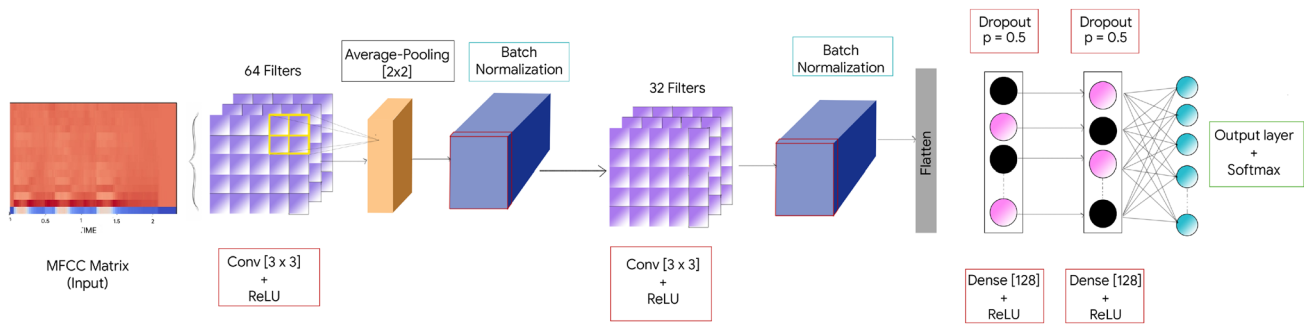 Dropout
p = 0.5
Dropout
p = 0.5
Average-Pooling
[2x2]
Batch
Normalization
Batch
Normalization
64 Filters
32 Filters
Flatten
Output layer
+
Softmax
1
0.5
1
1.5
2
TIME
MFCC Matrix
(Input)
Conv [3 x 3]
+
ReLU
Conv [3 x 3]
+
ReLU
Dense [128]
+
ReLU
Dense [128]
+
ReLU